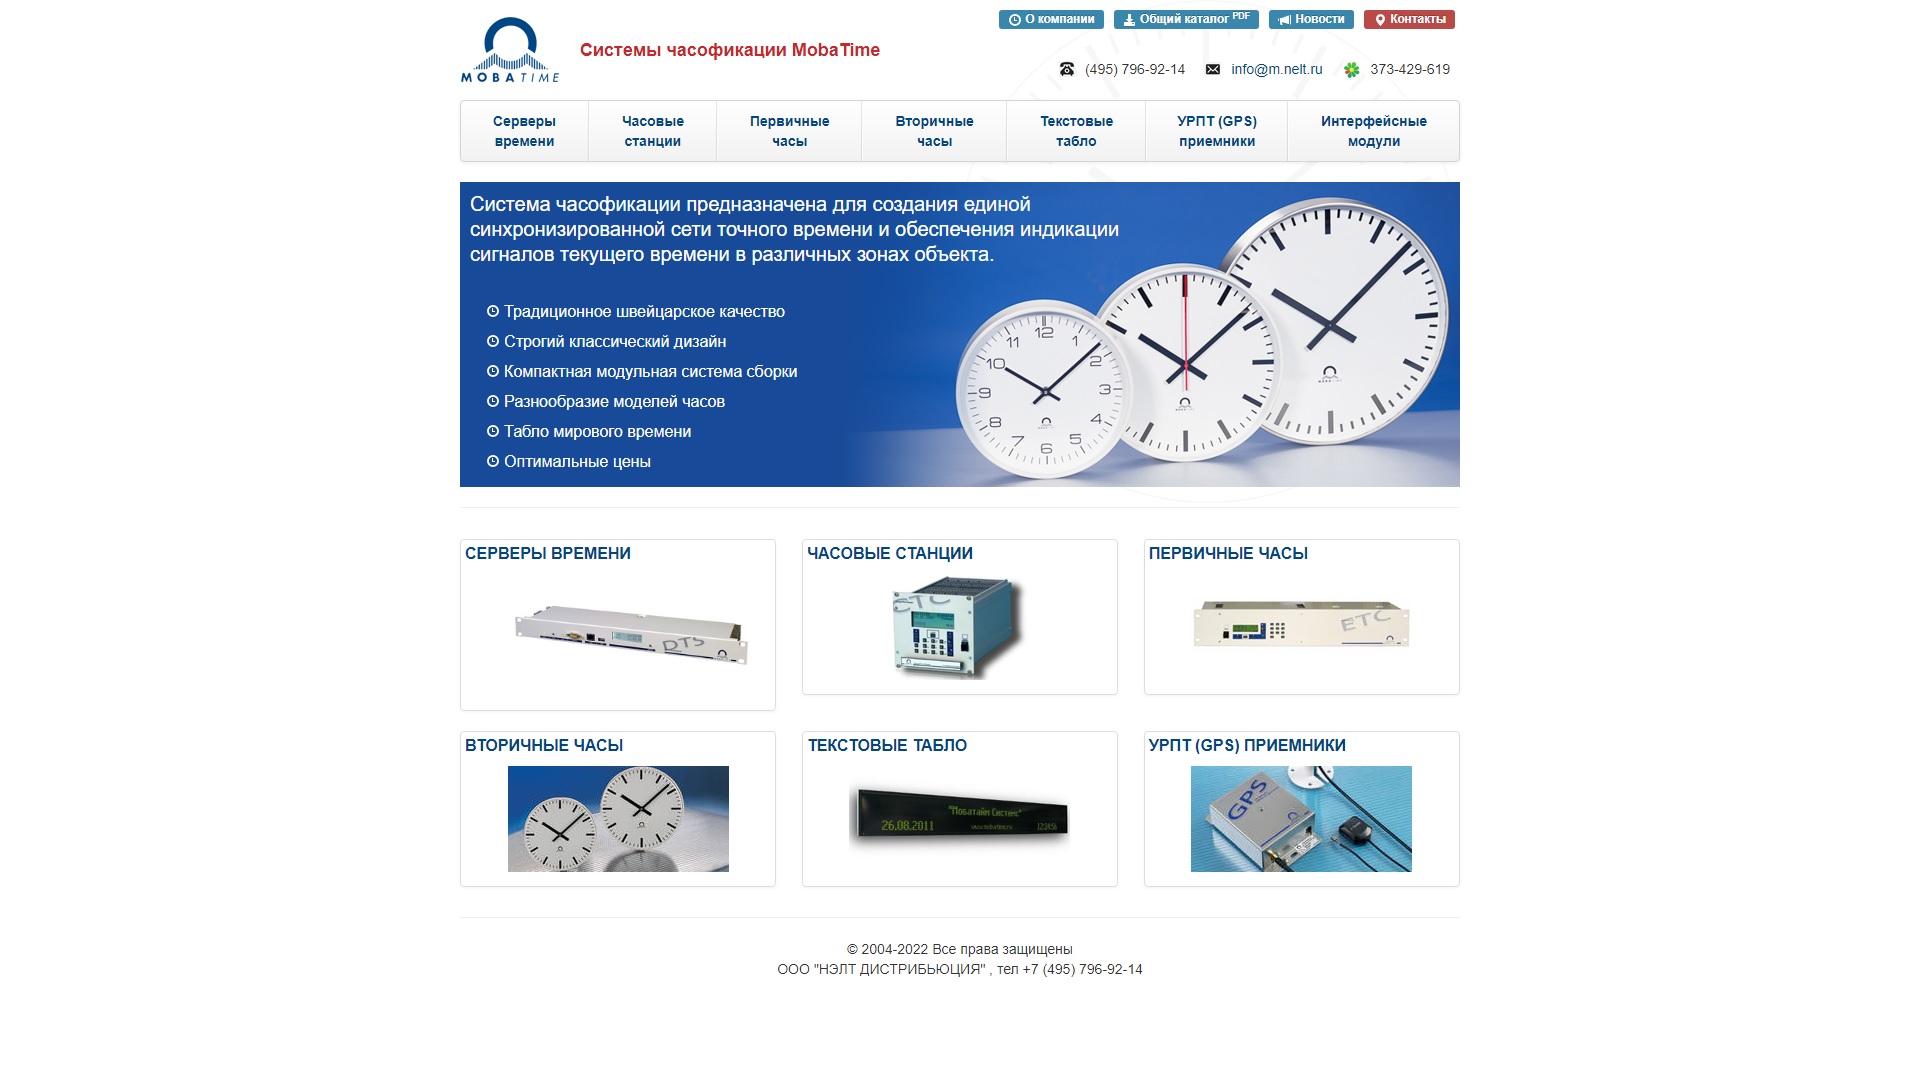 О компании
Общий каталог PDF
Новости
Контакты
MOBATIME
Системы часофикации MobaTime
(495) 796-92-14
info@m.nelt.ru
373-429-619
Серверы
времени
Часовые
станции
Первичные
часы
Вторичные
часы
Текстовые
табло
УРПТ (GPS)
приемники
Интерфейсные
модули
Система часофикации предназначена для создания единой
синхронизированной сети точного времени и обеспечения индикации
сигналов текущего времени в различных зонах объекта.
Традиционное швейцарское качество
Строгий классический дизайн
Компактная модульная система сборки
Разнообразие моделей часов
Табло мирового времени
Оптимальные цены
12
1
2
3
4
5
6
7
8
9
10
11
СЕРВЕРЫ ВРЕМЕНИ
DTS
ЧАСОВЫЕ СТАНЦИИ
ETC
ПЕРВИЧНЫЕ ЧАСЫ
ETC
ВТОРИЧНЫЕ ЧАСЫ
ТЕКСТОВЫЕ ТАБЛО
"Мобатайм Системс"
26.08.2011
www.mobatime.ru
УРПТ (GPS) ПРИЕМНИКИ
GPS
© 2004-2022 Все права защищены
ООО "НЭЛТ ДИСТРИБЬЮЦИЯ" , тел +7 (495) 796-92-14